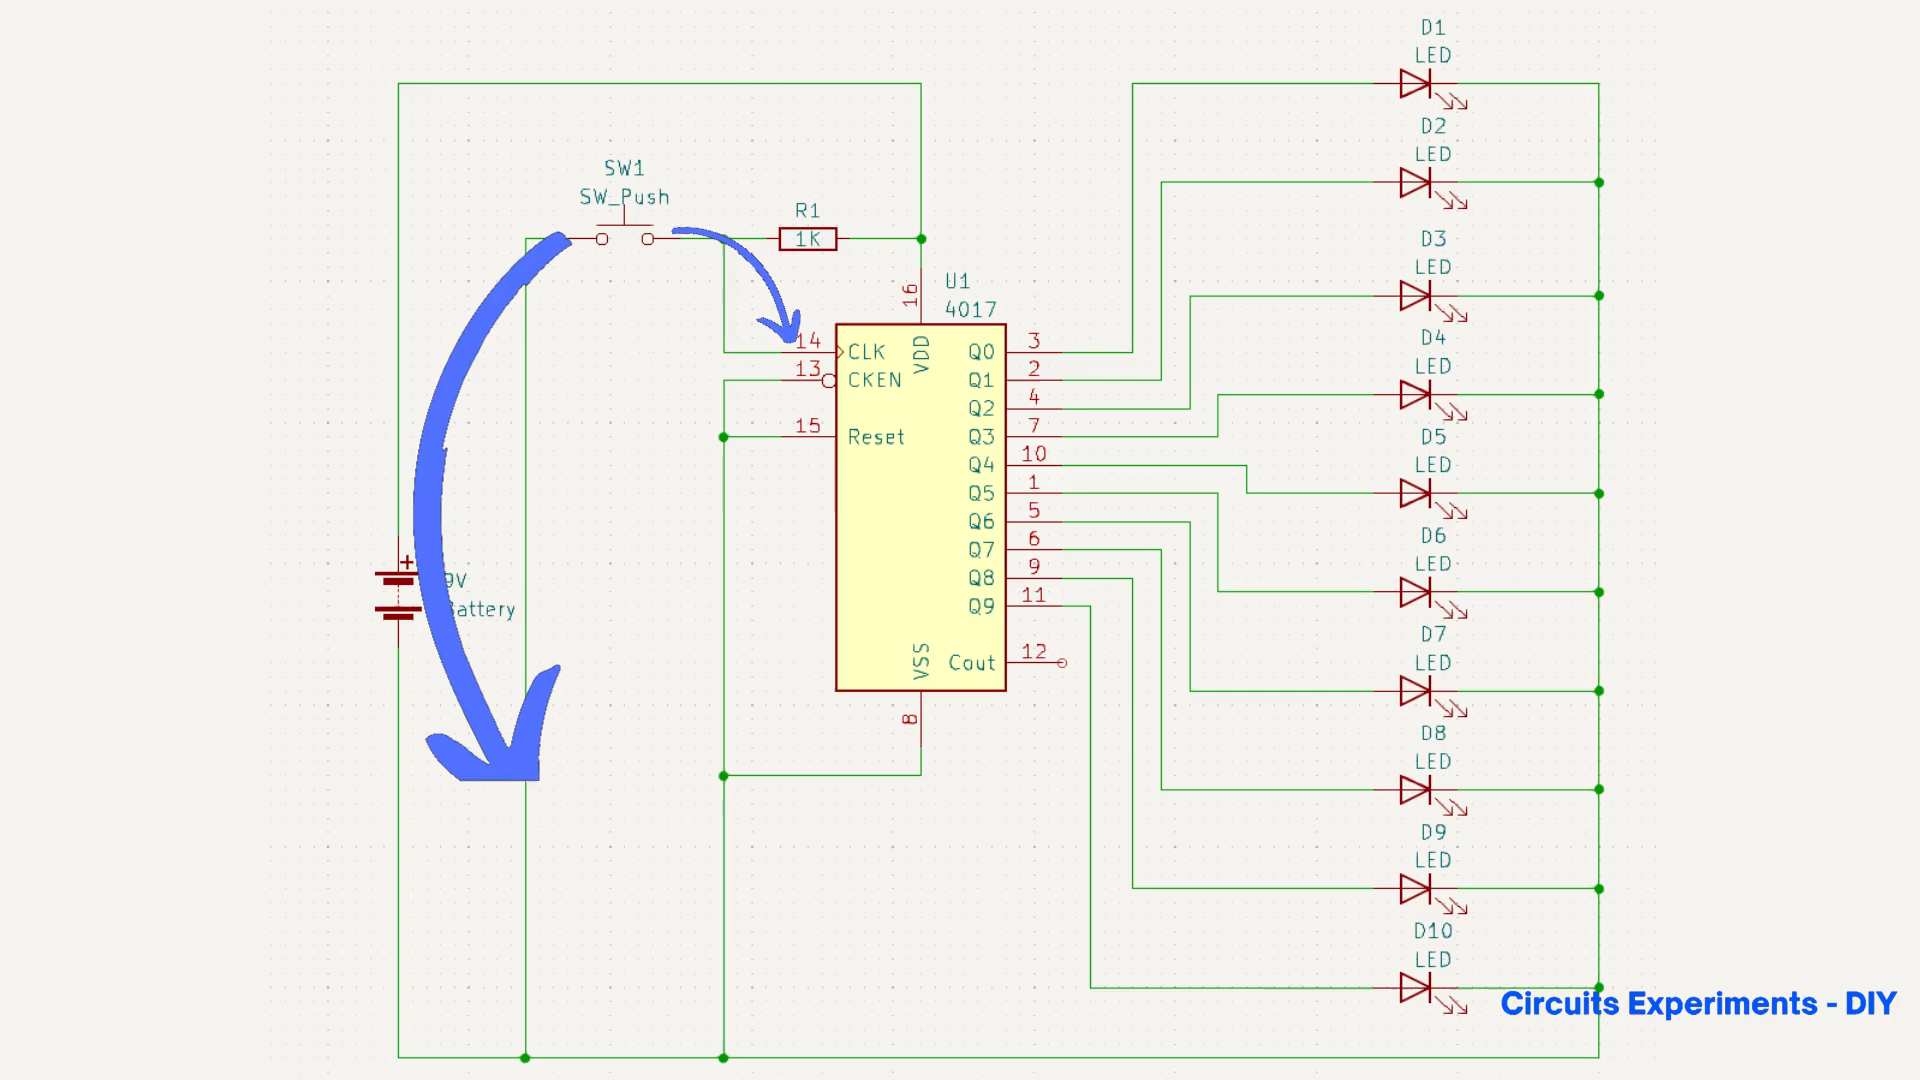 D1
LED
D2
LED
SW1
SW_Push
R1
1K
D3
LED
U1
4017
16
D4
LED
14
CLK
VDD
Q0
3
13
CKEN
Q1
2
Q2
4
15
Reset
Q3
7
D5
LED
Q4
10
Q5
1
Q6
5
D6
LED
Q7
6
Q8
9
+
9V
Battery
Q9
11
D7
LED
VSS
Cout
12
8
D8
LED
D9
LED
D10
LED
Circuits Experiments - DIY